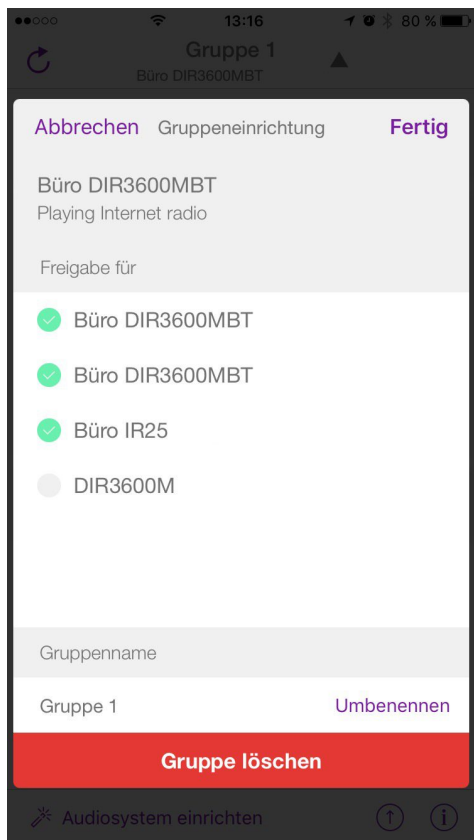 13:16
80 %
Gruppe 1
Büro DIR3600MBT
Abbrechen Gruppeneinrichtung Fertig
Büro DIR3600MBT
Playing Internet radio
Freigabe für
Büro DIR3600MBT
Büro DIR3600MBT
Büro IR25
DIR3600M
Gruppenname
Gruppe 1 Umbenennen
Gruppe löschen
Audiosystem einrichten